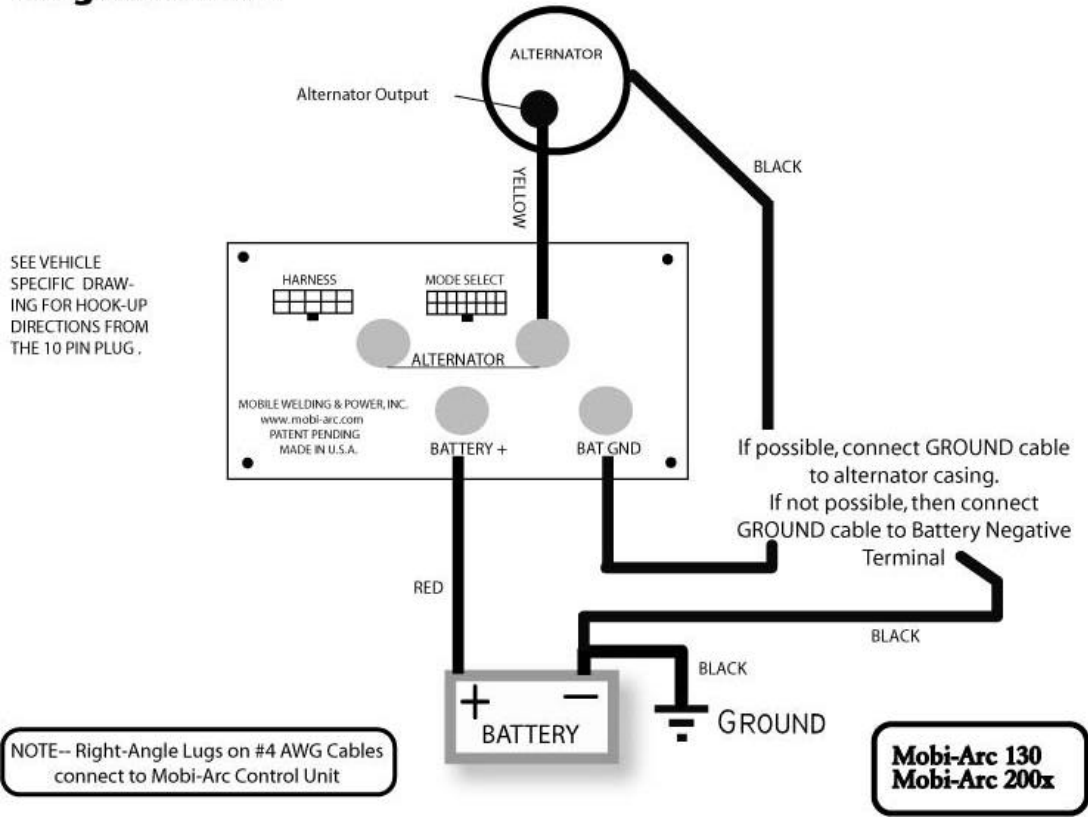 ALTERNATOR
Alternator Output
BLACK
YELLOW
SEE VEHICLE
SPECIFIC DRAW-
ING FOR HOOK-UP
DIRECTIONS FROM
THE 10 PIN PLUG .
HARNESS
MODE SELECT
ALTERNATOR
MOBILE WELDING & POWER, INC.
www.mobi-arc.com
PATENT PENDING
MADE IN U.S.A.
BATTERY +
BAT GND
If possible, connect GROUND cable
to alternator casing.
If not possible, then connect
GROUND cable to Battery Negative
Terminal
RED
BLACK
BLACK
+ −
BATTERY
GROUND
NOTE-- Right-Angle Lugs on #4 AWG Cables
connect to Mobi-Arc Control Unit
Mobi-Arc 130
Mobi-Arc 200x